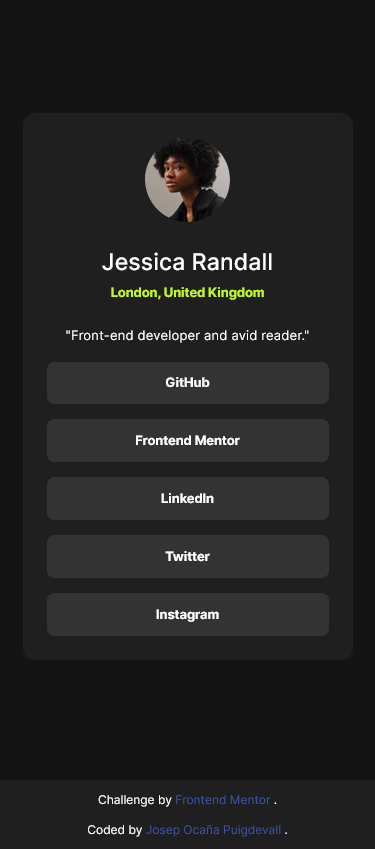 Jessica Randall
London, United Kingdom
"Front-end developer and avid reader."
GitHub
Frontend Mentor
LinkedIn
Twitter
Instagram
Challenge by Frontend Mentor .
Coded by Josep Ocaña Puigdevall .